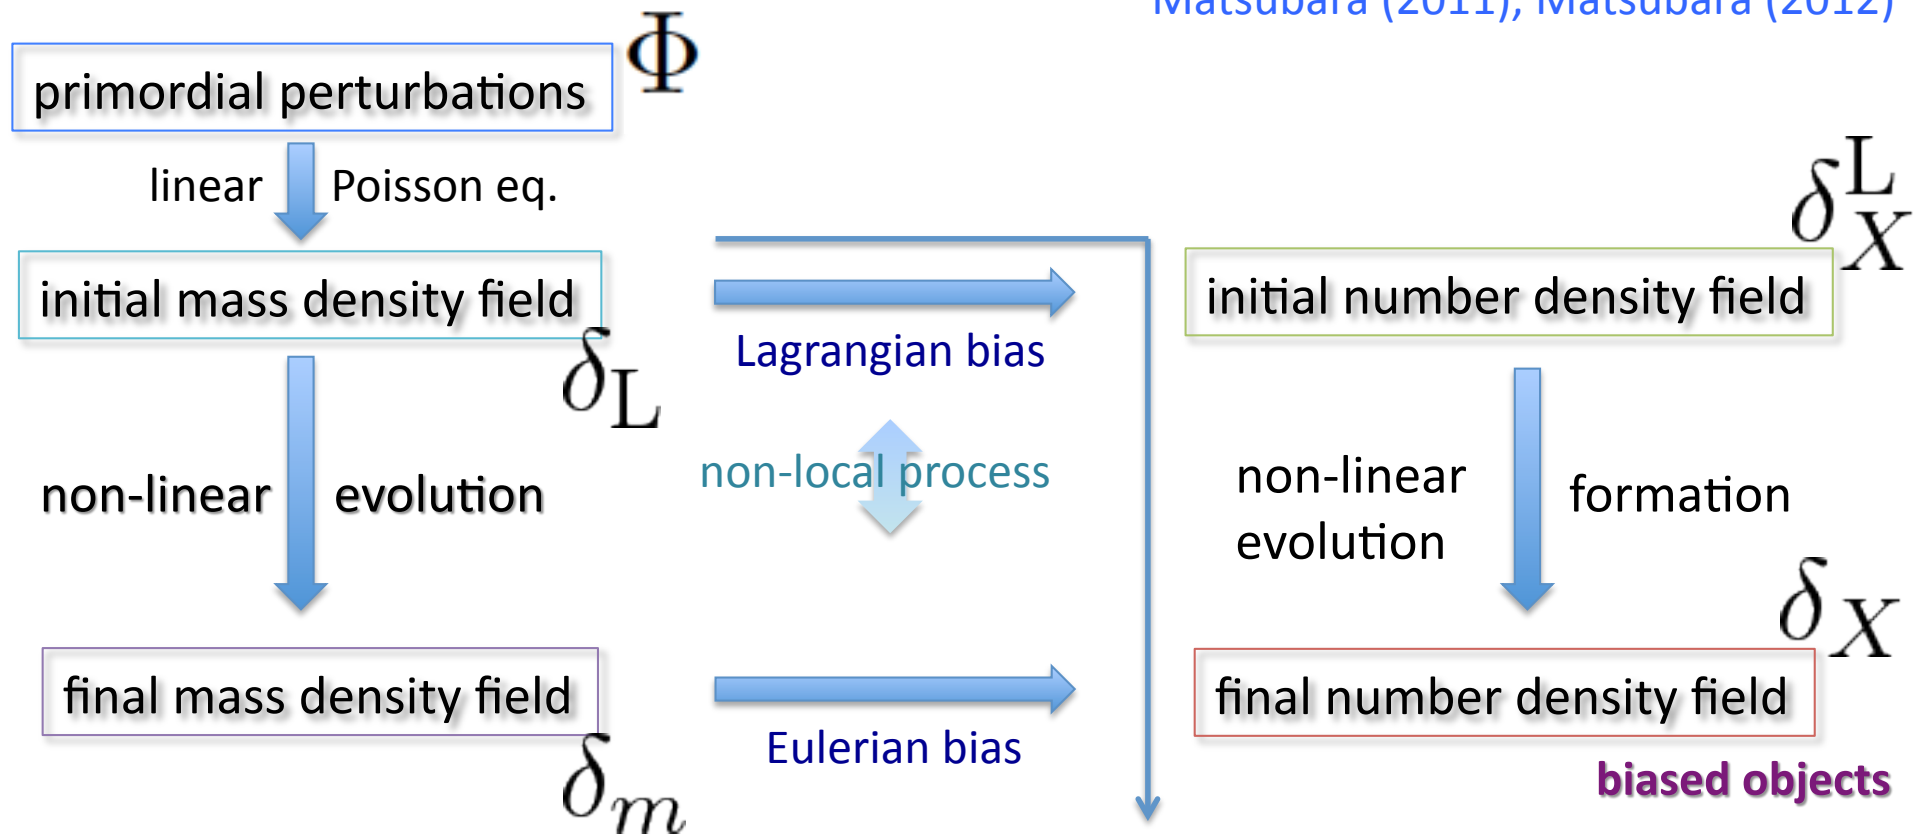 Matsubara (2011), Matsubara (2012)
primordial perturbations
Φ
linear Poisson eq.
initial mass density field
δ_L
Lagrangian bias
initial number density field
δ_X^L
non-linear evolution
non-local process
non-linear
evolution
formation
final mass density field
δ_m
Eulerian bias
final number density field
δ_X
biased objects